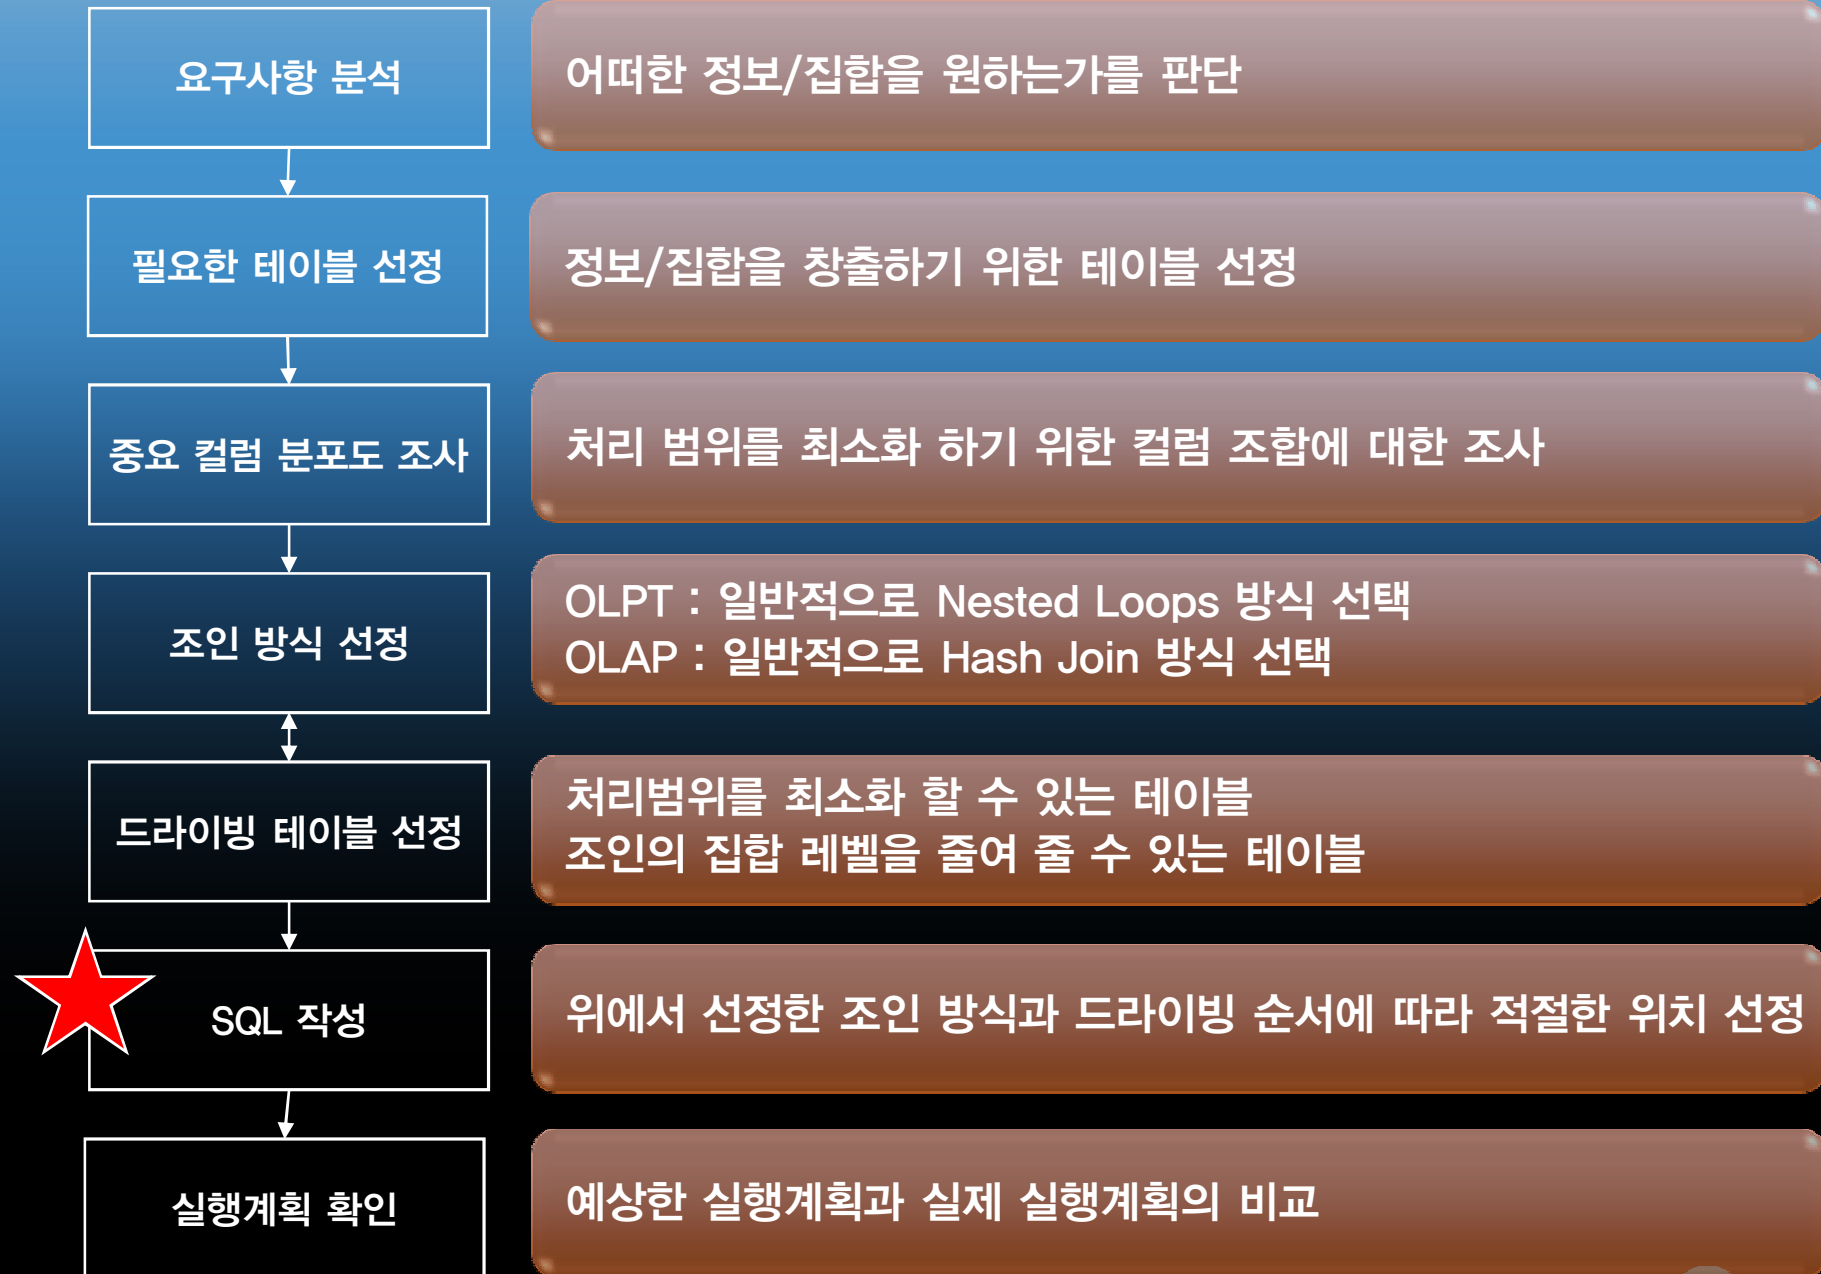 요구사항 분석
어떠한 정보/집합을 원하는가를 판단
필요한 테이블 선정
정보/집합을 창출하기 위한 테이블 선정
중요 컬럼 분포도 조사
처리 범위를 최소화 하기 위한 컬럼 조합에 대한 조사
조인 방식 선정
OLPT : 일반적으로 Nested Loops 방식 선택
OLAP : 일반적으로 Hash Join 방식 선택
드라이빙 테이블 선정
처리범위를 최소화 할 수 있는 테이블
조인의 집합 레벨을 줄여 줄 수 있는 테이블
SQL 작성
위에서 선정한 조인 방식과 드라이빙 순서에 따라 적절한 위치 선정
실행계획 확인
예상한 실행계획과 실제 실행계획의 비교